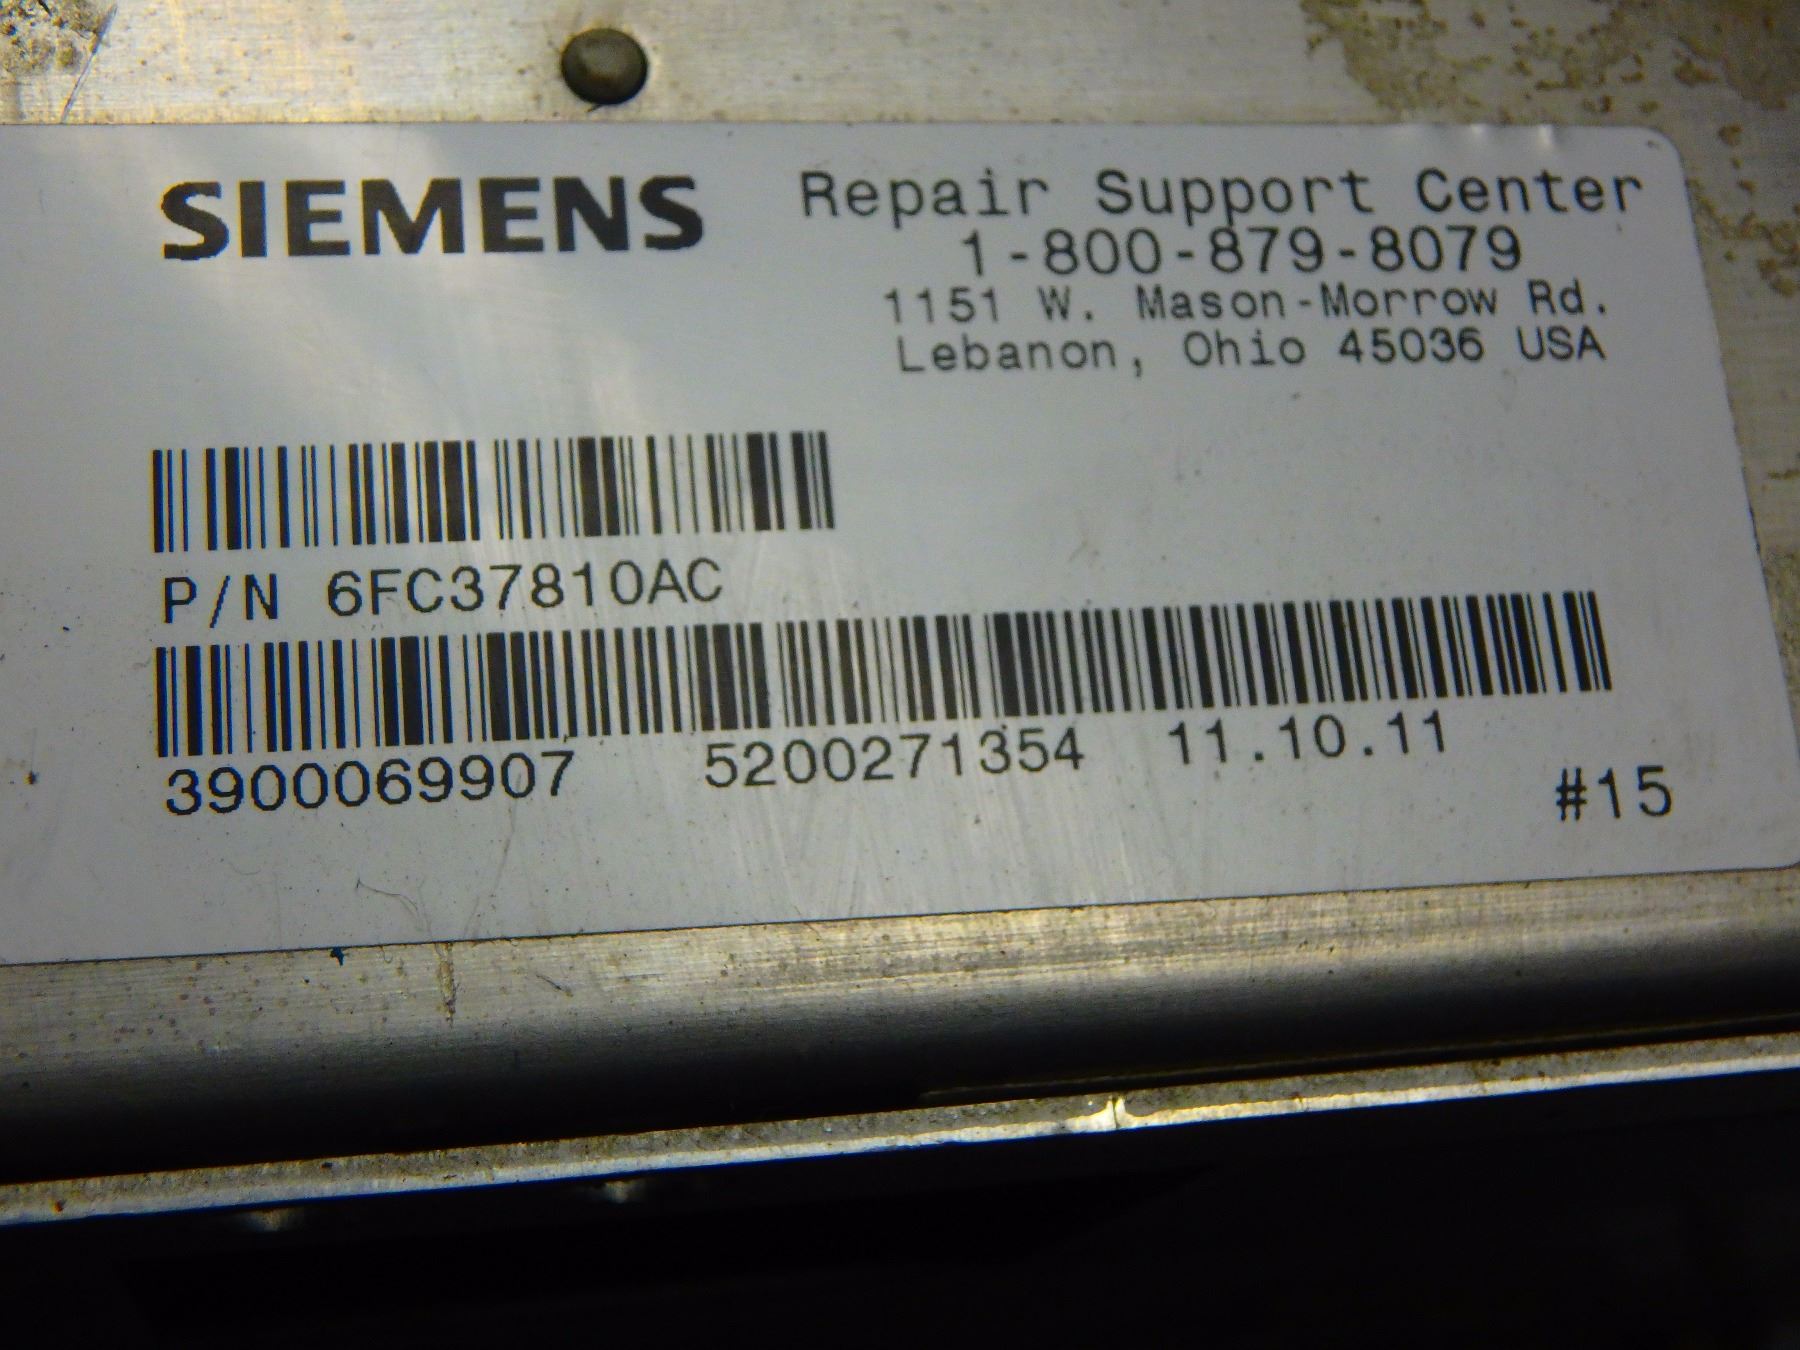 SIEMENS
Repair Support Center
1-800-879-8079
1151 W. Mason-Morrow Rd.
Lebanon, Ohio 45036 USA
P/N 6FC37810AC
3900069907 5200271354 11.10.11
#15